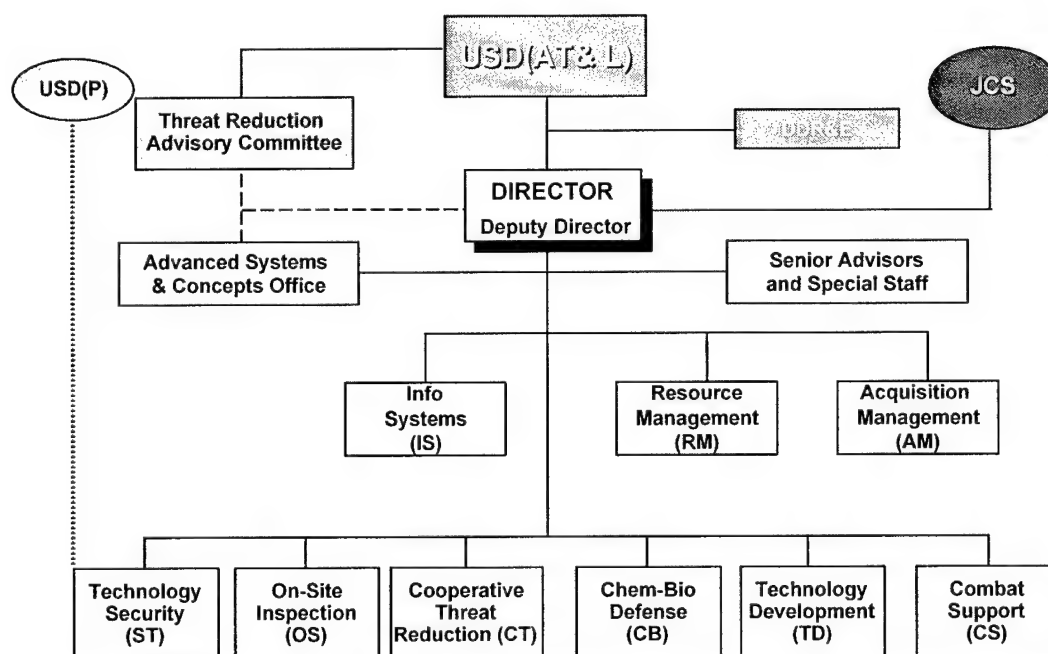 USD(AT& L)
USD(P)
JCS
Threat Reduction
Advisory Committee
DDR&E
DIRECTOR
Deputy Director
Advanced Systems
& Concepts Office
Senior Advisors
and Special Staff
Info
Systems
(IS)
Resource
Management
(RM)
Acquisition
Management
(AM)
Technology
Security
(ST)
On-Site
Inspection
(OS)
Cooperative
Threat
Reduction (CT)
Chem-Bio
Defense
(CB)
Technology
Development
(TD)
Combat
Support
(CS)